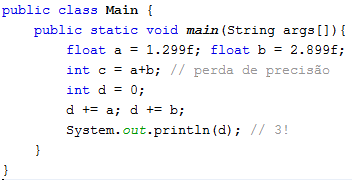 public class Main {
public static void main(String args[]){
float a = 1.299f; float b = 2.899f;
int c = a+b; // perda de precisão
int d = 0;
d += a; d += b;
System.out.println(d); // 3!
}
}